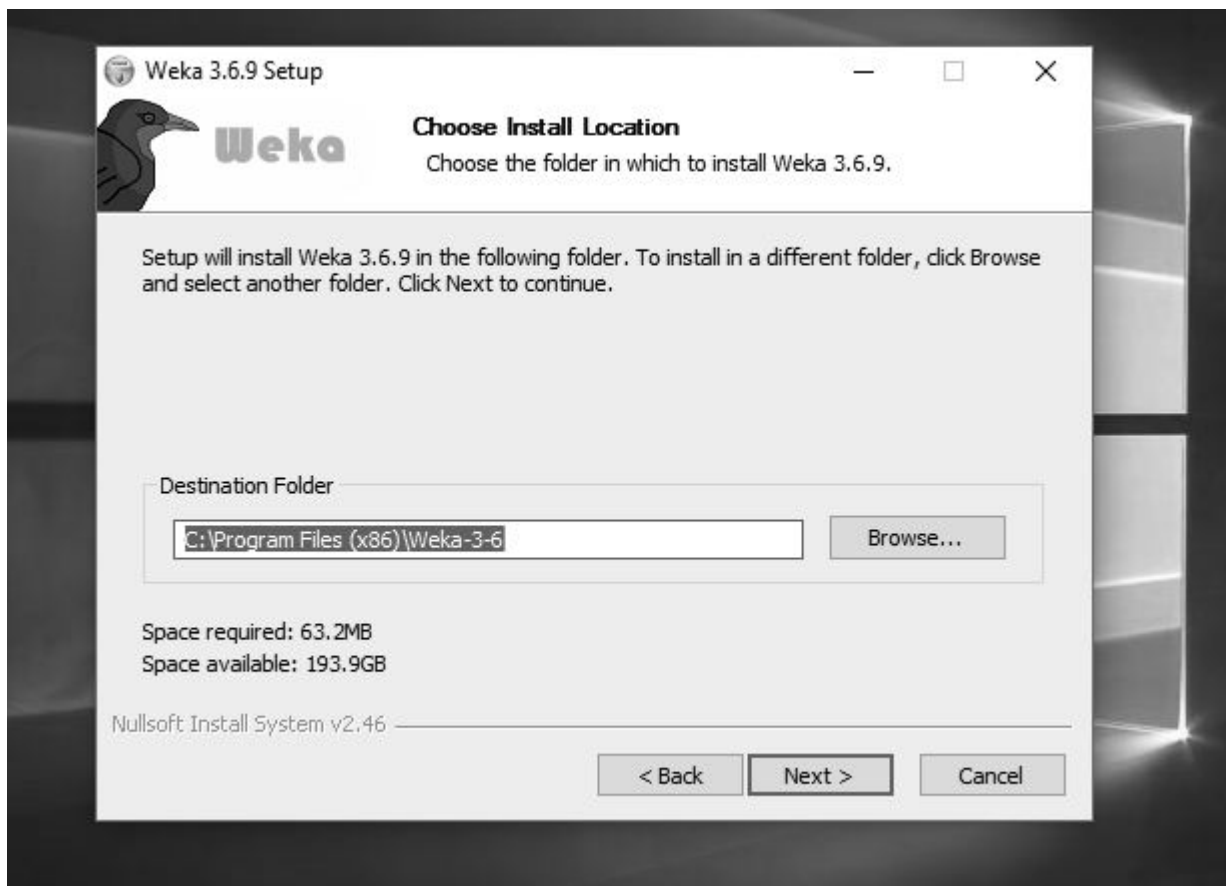 Weka 3.6.9 Setup
Weka
Choose Install Location
Choose the folder in which to install Weka 3.6.9.
Setup will install Weka 3.6.9 in the following folder. To install in a different folder, click Browse
and select another folder. Click Next to continue.
Destination Folder
C:\Program Files (x86)\Weka-3-6
Browse...
Space required: 63.2MB
Space available: 193.9GB
Nullsoft Install System v2.46
< Back
Next >
Cancel